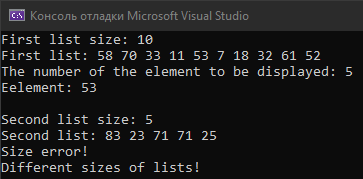 Консоль отладки Microsoft Visual Studio
First list size: 10
First list: 58 70 33 11 53 7 18 32 61 52
The number of the element to be displayed: 5
Eelement: 53
Second list size: 5
Second list: 83 23 71 71 25
Size error!
Different sizes of lists!